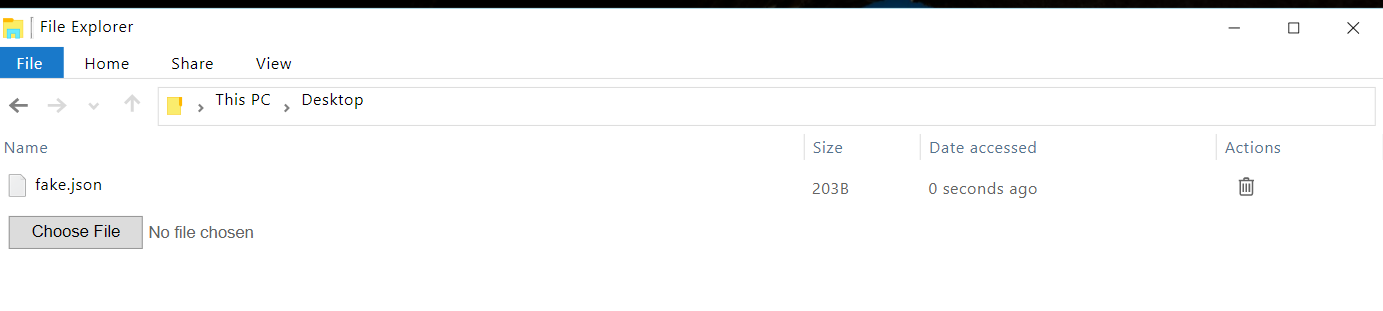 File Explorer
File Home Share View
This PC Desktop
Name Size Date accessed Actions
fake.json 203B 0 seconds ago
Choose File No file chosen